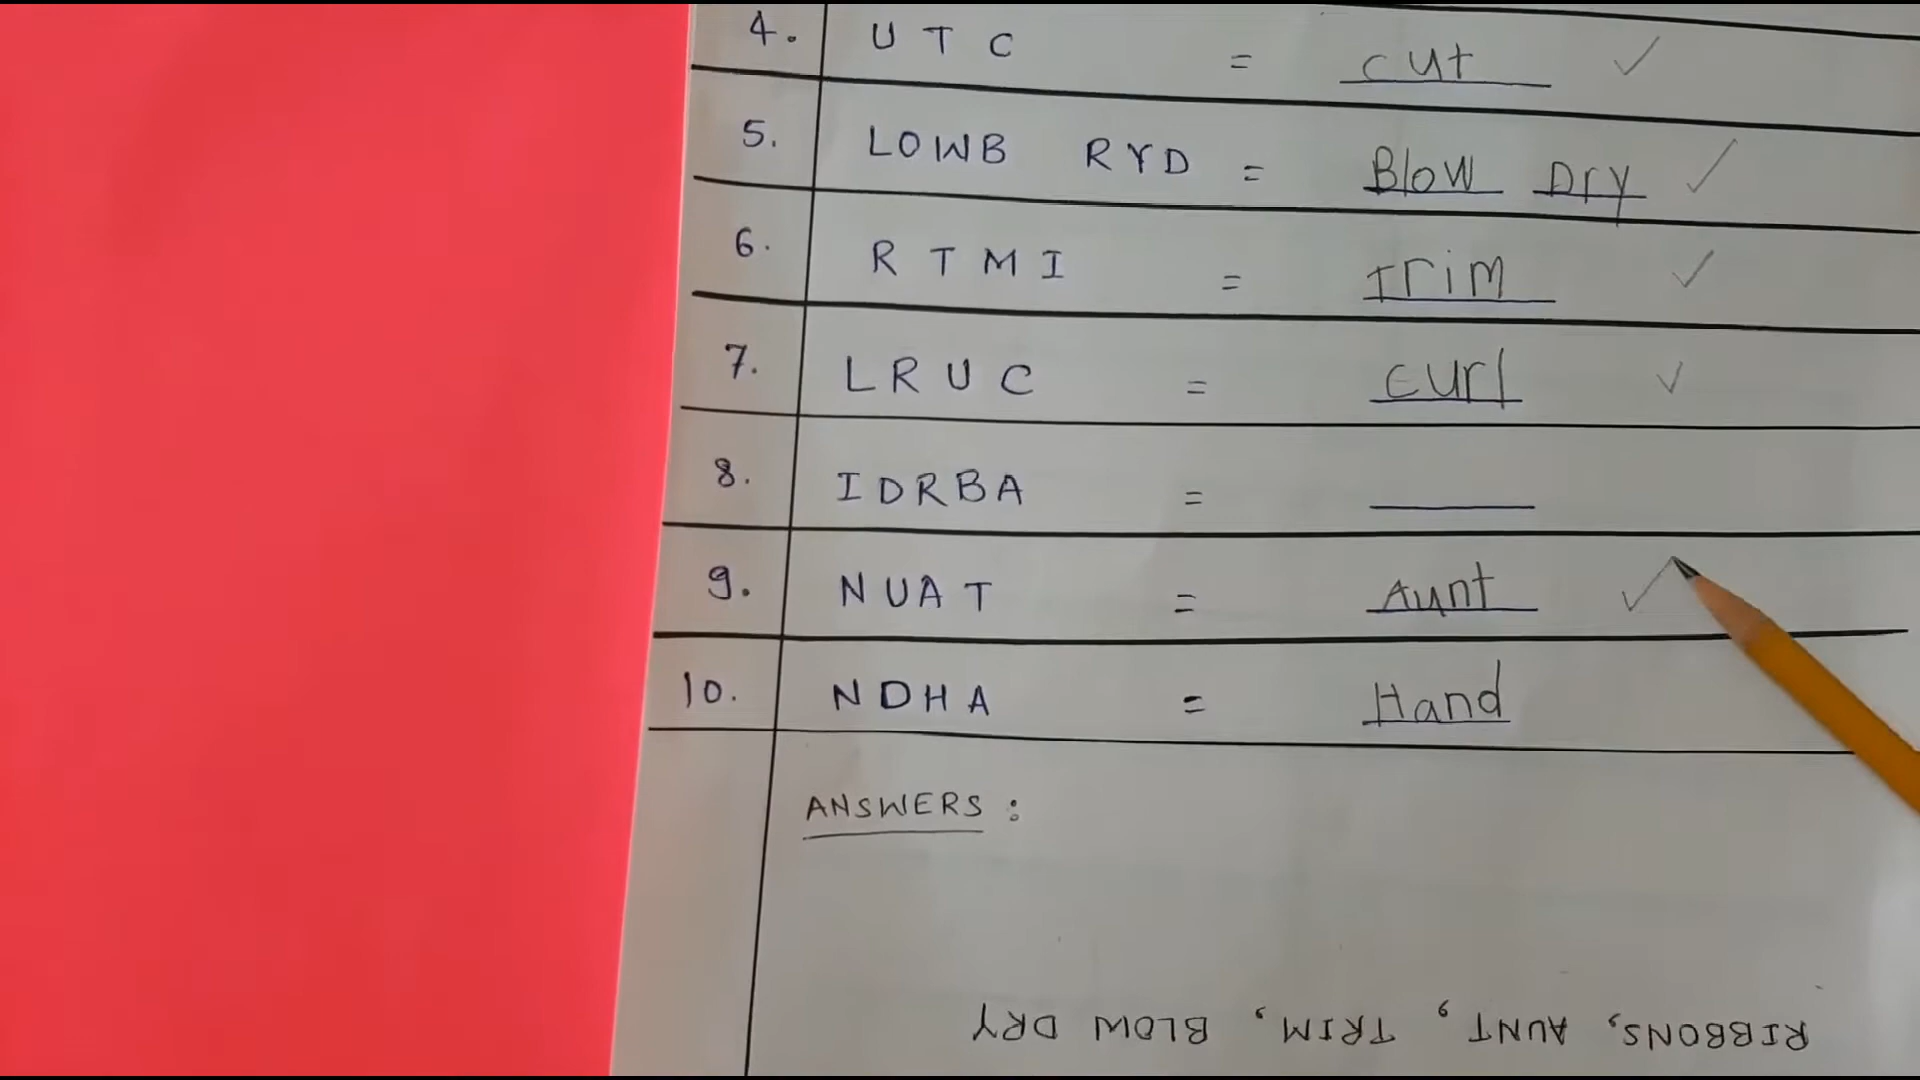 4. U T C = cut
5. LOWB RYD = Blow Dry
6. R T M I = Trim
7. L R U C = curl
8. I D R B A =
9. N U A T = Aunt
10. N D H A = Hand
ANSWERS :
RIBBONS, AUNT, TRIM, BLOW DRY